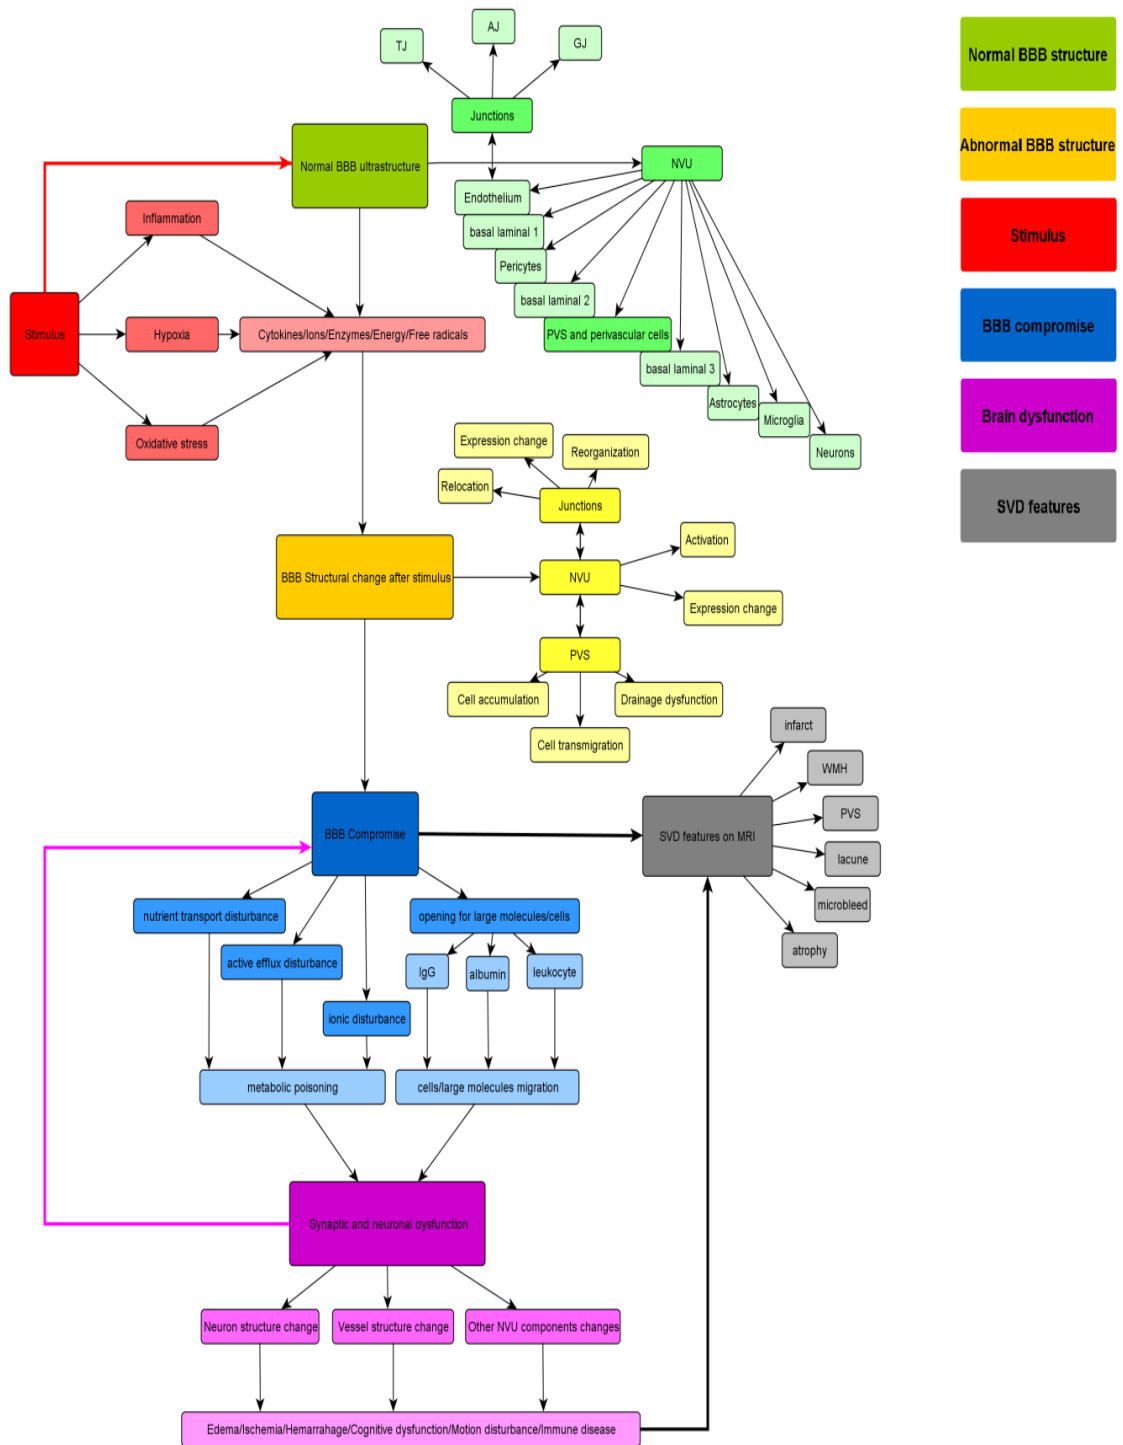 TJ
AJ
GJ
Junctions
Normal BBB ultrastructure
NVU
Endothelium
basal laminal 1
Pericytes
basal laminal 2
PVS and perivascular cells
basal laminal 3
Astrocytes
Microglia
Neurons
Stimulus
Inflammation
Hypoxia
Oxidative stress
Cytokines/Ions/Enzymes/Energy/Free radicals
Expression change
Reorganization
Relocation
Junctions
Activation
BBB Structural change after stimulus
NVU
Expression change
PVS
Cell accumulation
Drainage dysfunction
Cell transmigration
BBB Compromise
SVD features on MRI
infarct
WMH
PVS
lacune
microbleed
atrophy
nutrient transport disturbance
opening for large molecules/cells
active efflux disturbance
IgG
albumin
leukocyte
ionic disturbance
metabolic poisoning
cells/large molecules migration
Synaptic and neuronal dysfunction
Neuron structure change
Vessel structure change
Other NVU components changes
Edema/Ischemia/Hemarrahage/Cognitive dysfunction/Motion disturbance/Immune disease
Normal BBB structure
Abnormal BBB structure
Stimulus
BBB compromise
Brain dysfunction
SVD features